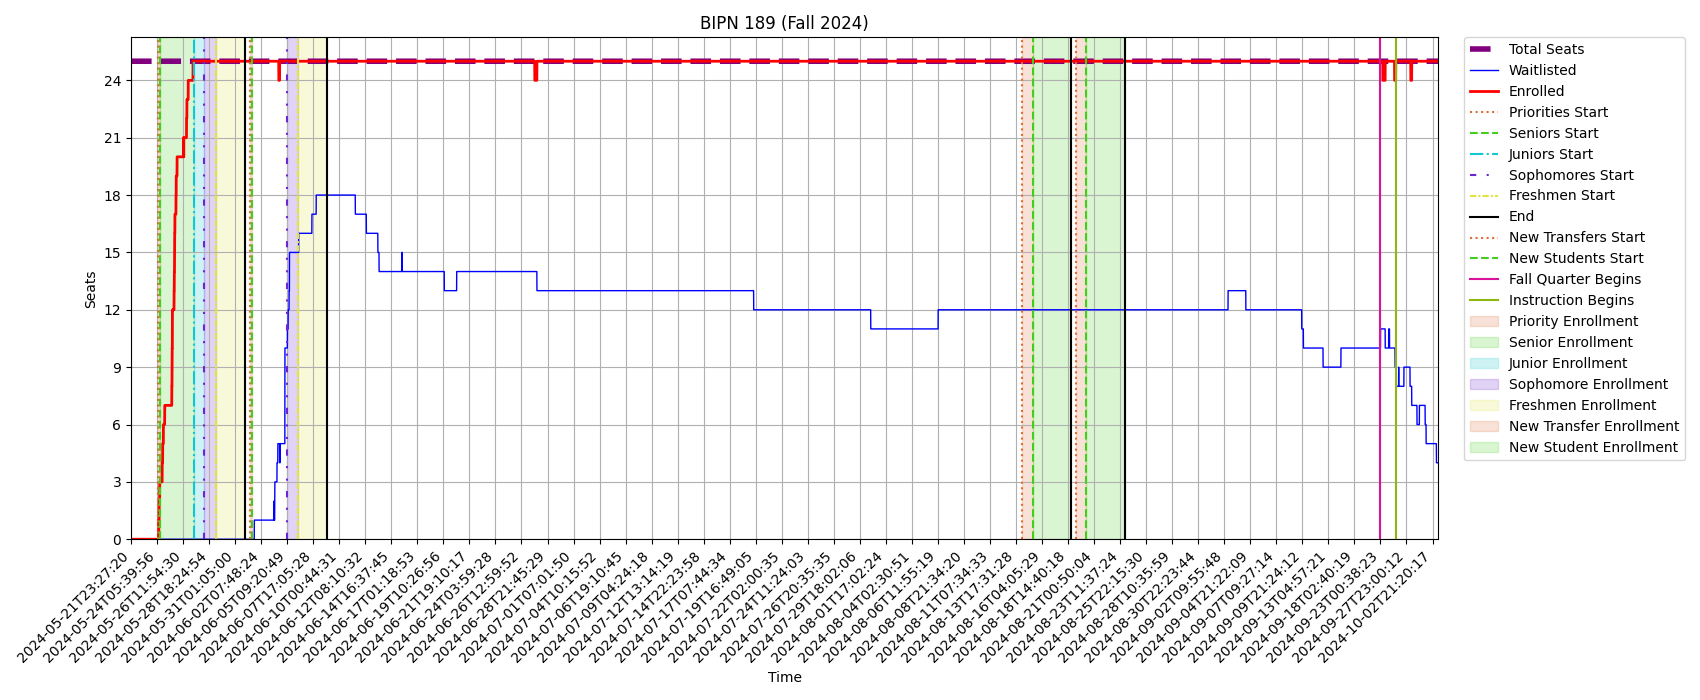 BIPN 189 (Fall 2024)
Seats
24
21
18
15
12
9
6
3
0
2024-05-21T23:27:20
2024-05-24T05:39:56
2024-05-26T11:54:30
2024-05-28T18:24:54
2024-05-31T01:05:00
2024-06-02T07:48:24
2024-06-05T09:20:49
2024-06-07T17:05:28
2024-06-10T00:44:31
2024-06-12T08:10:32
2024-06-14T16:37:45
2024-06-17T01:18:53
2024-06-19T10:26:56
2024-06-21T19:10:17
2024-06-24T03:59:28
2024-06-26T12:59:52
2024-06-28T21:45:29
2024-07-01T07:01:50
2024-07-04T10:15:52
2024-07-06T19:10:45
2024-07-09T04:24:18
2024-07-12T13:14:19
2024-07-14T22:23:58
2024-07-17T07:44:34
2024-07-19T16:49:05
2024-07-22T02:00:35
2024-07-24T11:24:03
2024-07-26T20:35:35
2024-07-29T18:02:06
2024-08-01T17:02:24
2024-08-04T02:30:51
2024-08-06T11:55:19
2024-08-08T21:34:20
2024-08-11T07:34:33
2024-08-13T17:31:28
2024-08-16T04:05:29
2024-08-18T14:40:18
2024-08-21T00:50:04
2024-08-23T11:37:24
2024-08-25T22:15:30
2024-08-28T10:35:59
2024-08-30T22:23:44
2024-09-02T09:55:48
2024-09-04T21:22:09
2024-09-07T09:27:14
2024-09-09T21:24:12
2024-09-13T04:57:21
2024-09-18T02:40:19
2024-09-23T00:38:23
2024-09-27T23:00:12
2024-10-02T21:20:17
Time
Total Seats
Waitlisted
Enrolled
Priorities Start
Seniors Start
Juniors Start
Sophomores Start
Freshmen Start
End
New Transfers Start
New Students Start
Fall Quarter Begins
Instruction Begins
Priority Enrollment
Senior Enrollment
Junior Enrollment
Sophomore Enrollment
Freshmen Enrollment
New Transfer Enrollment
New Student Enrollment